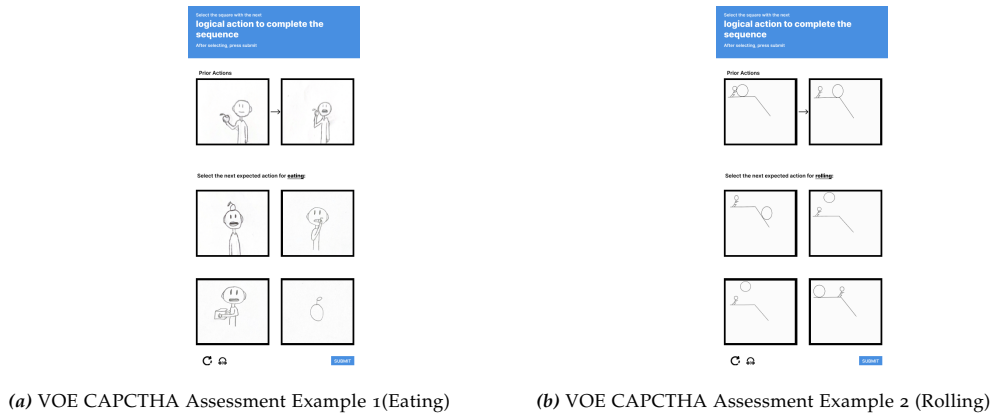 Select the square with the next
logical action to complete the
sequence
After selecting, press submit
Prior Actions
Select the next expected action for eating:
SUBMIT
(a) VOE CAPCTHA Assessment Example 1(Eating)
Select the square with the next
logical action to complete the
sequence
After selecting, press submit
Prior Actions
Select the next expected action for rolling:
SUBMIT
(b) VOE CAPCTHA Assessment Example 2 (Rolling)